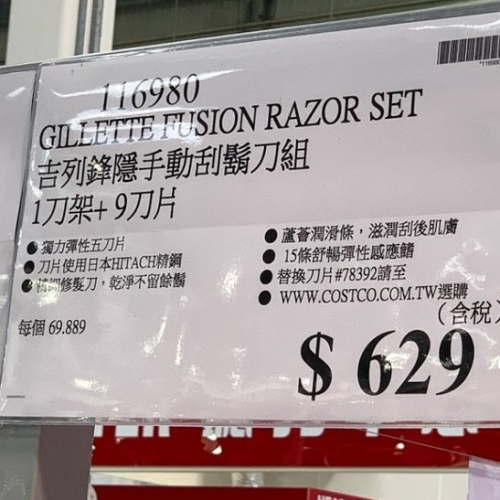 116980
*116980
GILLETTE FUSION RAZOR SET
吉列鋒隱手動刮鬍刀組
1刀架+ 9刀片
● 獨力彈性五刀片
● 刀片使用日本HITACH精鋼
修髮刀，乾淨不留餘鬍
● 蘆薈潤滑條，滋潤刮後肌膚
● 15條舒暢彈性感應鰭
● 替換刀片#78392請至
● WWW.COSTCO.COM.TW選購
每個 69.889
(含稅)
$ 629